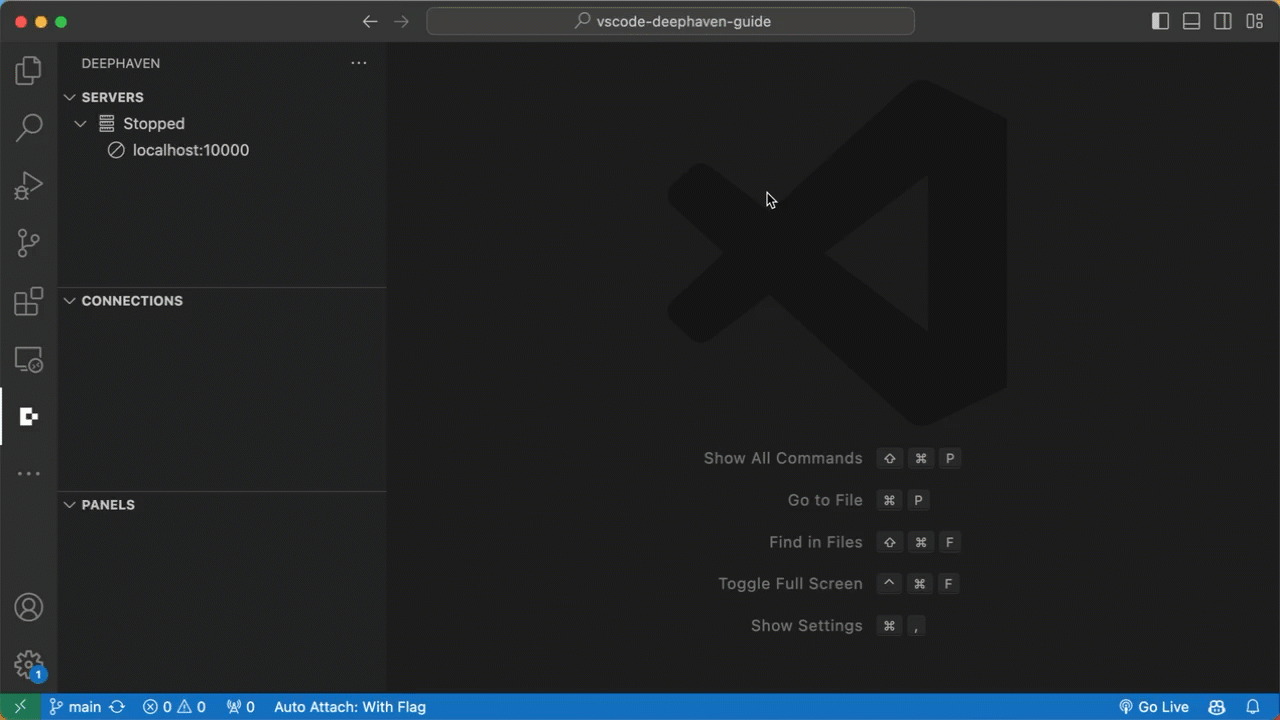 vscode-deephaven-guide
DEEPHAVEN
SERVERS
Stopped
localhost:10000
CONNECTIONS
PANELS
Show All Commands ⇧ ⌘ P
Go to File ⌘ P
Find in Files ⇧ ⌘ F
Toggle Full Screen ^ ⌘ F
Show Settings ⌘ ,
1
main 0 0 0 Auto Attach: With Flag Go Live